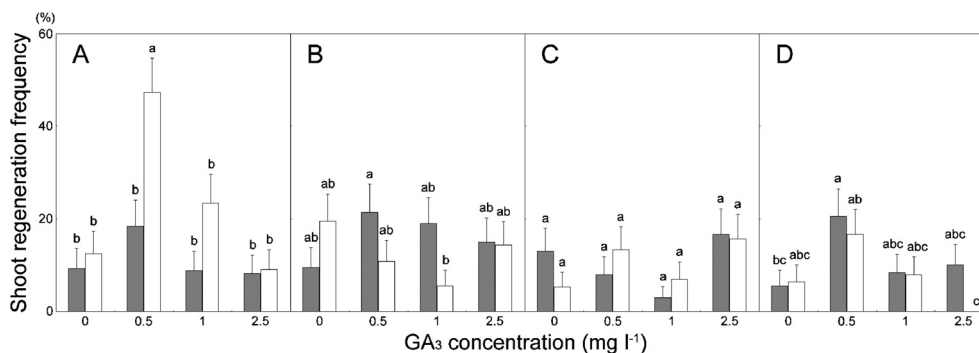 (%)
60
40
20
0
Shoot regeneration frequency
A B C D
a
b b b b b b b
ab a ab ab ab ab ab b
a a a a a a a a
bc abc a ab abc abc abc c
0 0.5 1 2.5 0 0.5 1 2.5 0 0.5 1 2.5 0 0.5 1 2.5
GA₃ concentration (mg l⁻¹)